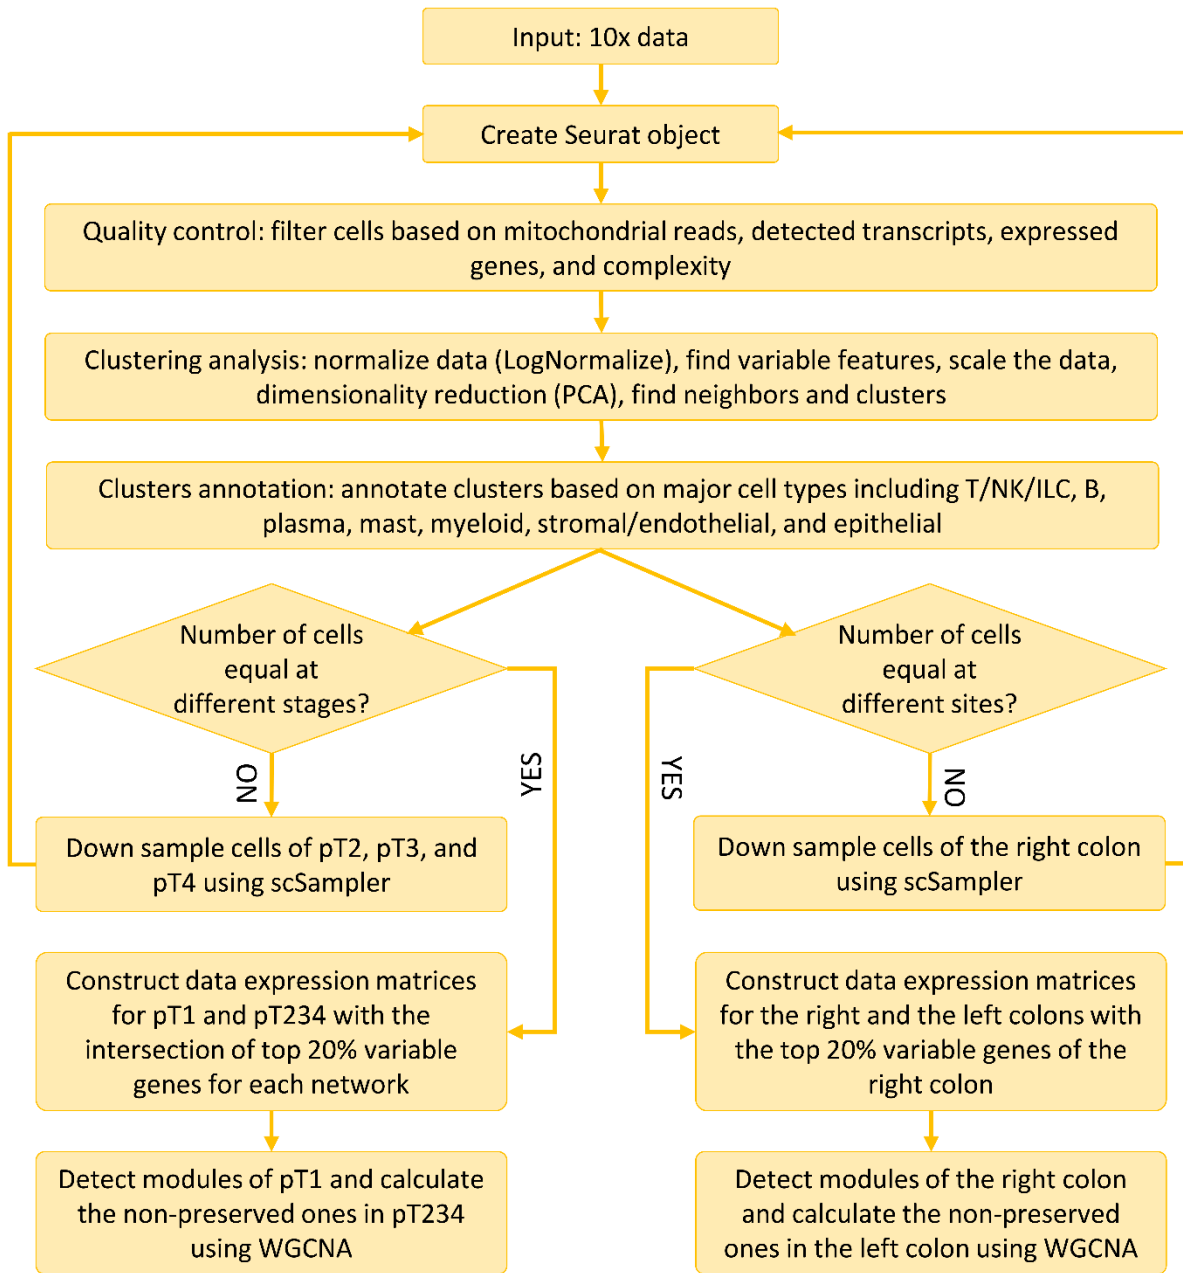 Input: 10x data
Create Seurat object
Quality control: filter cells based on mitochondrial reads, detected transcripts, expressed
genes, and complexity
Clustering analysis: normalize data (LogNormalize), find variable features, scale the data,
dimensionality reduction (PCA), find neighbors and clusters
Clusters annotation: annotate clusters based on major cell types including T/NK/ILC, B,
plasma, mast, myeloid, stromal/endothelial, and epithelial
Number of cells
equal at
different stages?
Number of cells
equal at
different sites?
NO
YES
YES
NO
Down sample cells of pT2, pT3, and
pT4 using scSampler
Down sample cells of the right colon
using scSampler
Construct data expression matrices
for pT1 and pT234 with the
intersection of top 20% variable
genes for each network
Construct data expression matrices
for the right and the left colons with
the top 20% variable genes of the
right colon
Detect modules of pT1 and calculate
the non-preserved ones in pT234
using WGCNA
Detect modules of the right colon
and calculate the non-preserved
ones in the left colon using WGCNA